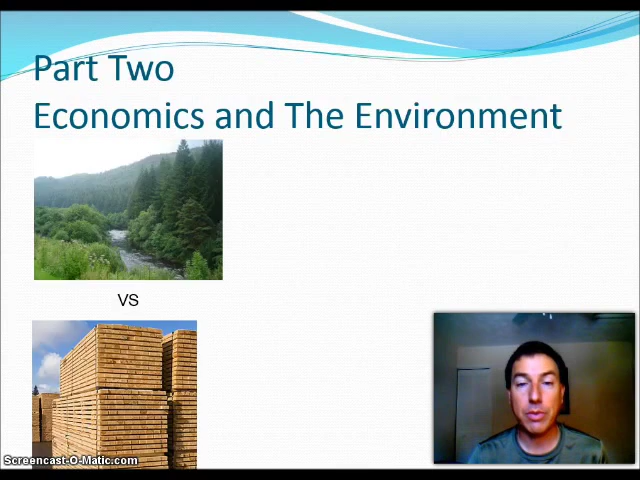 Part Two
Economics and The Environment
VS
Screencast-O-Matic.com